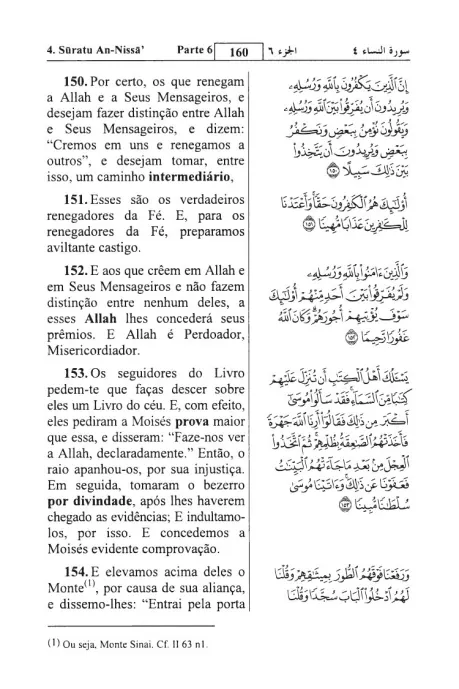 4. Sūratu An-Nissā’ Parte 6 160 الجزء ٦ سورة النساء ٤
150. Por certo, os que renegam
a Allah e a Seus Mensageiros, e
desejam fazer distinção entre Allah
e Seus Mensageiros, e dizem:
“Cremos em uns e renegamos a
outros”, e desejam tomar, entre
isso, um caminho intermediário,
إِنَّ ٱلَّذِينَ يَكْفُرُونَ بِٱللَّهِ وَرُسُلِهِۦ
وَيُرِيدُونَ أَن يُفَرِّقُوا۟ بَيْنَ ٱللَّهِ وَرُسُلِهِۦ
وَيَقُولُونَ نُؤْمِنُ بِبَعْضٍ وَنَكْفُرُ
بِبَعْضٍ وَيُرِيدُونَ أَن يَتَّخِذُوا۟
بَيْنَ ذَٰلِكَ سَبِيلًا ١٥٠
151. Esses são os verdadeiros
renegadores da Fé. E, para os
renegadores da Fé, preparamos
aviltante castigo.
أُو۟لَٰٓئِكَ هُمُ ٱلْكَٰفِرُونَ حَقًّا وَأَعْتَدْنَا
لِلْكَٰفِرِينَ عَذَابًا مُّهِينًا ١٥١
152. E aos que crêem em Allah e
em Seus Mensageiros e não fazem
distinção entre nenhum deles, a
esses Allah lhes concederá seus
prêmios. E Allah é Perdoador,
Misericordiador.
وَٱلَّذِينَ ءَامَنُوا۟ بِٱللَّهِ وَرُسُلِهِۦ
وَلَمْ يُفَرِّقُوا۟ بَيْنَ أَحَدٍ مِّنْهُمْ أُو۟لَٰٓئِكَ
سَوْفَ يُؤْتِيهِمْ أُجُورَهُمْ وَكَانَ ٱللَّهُ
غَفُورًا رَّحِيمًا ١٥٢
153. Os seguidores do Livro
pedem-te que faças descer sobre
eles um Livro do céu. E, com efeito,
eles pediram a Moisés prova maior
que essa, e disseram: “Faze-nos ver
a Allah, declaradamente.” Então, o
raio apanhou-os, por sua injustiça.
Em seguida, tomaram o bezerro
por divindade, após lhes haverem
chegado as evidências; E indultamo-
los, por isso. E concedemos a
Moisés evidente comprovação.
يَسْـَٔلُكَ أَهْلُ ٱلْكِتَٰبِ أَن تُنَزِّلَ عَلَيْهِمْ
كِتَٰبًا مِّنَ ٱلسَّمَآءِ فَقَدْ سَأَلُوا۟ مُوسَىٰٓ
أَكْبَرَ مِن ذَٰلِكَ فَقَالُوٓا۟ أَرِنَا ٱللَّهَ جَهْرَةً
فَأَخَذَتْهُمُ ٱلصَّٰعِقَةُ بِظُلْمِهِمْ ثُمَّ ٱتَّخَذُوا۟
ٱلْعِجْلَ مِنۢ بَعْدِ مَا جَآءَتْهُمُ ٱلْبَيِّنَٰتُ
فَعَفَوْنَا عَن ذَٰلِكَ وَءَاتَيْنَا مُوسَىٰ
سُلْطَٰنًا مُّبِينًا ١٥٣
154. E elevamos acima deles o
Monte(1), por causa de sua aliança,
e dissemo-lhes: “Entrai pela porta
وَرَفَعْنَا فَوْقَهُمُ ٱلطُّورَ بِمِيثَٰقِهِمْ وَقُلْنَا
لَهُمُ ٱدْخُلُوا۟ ٱلْبَابَ سُجَّدًا وَقُلْنَا
(1) Ou seja, Monte Sinai. Cf. II 63 n1.